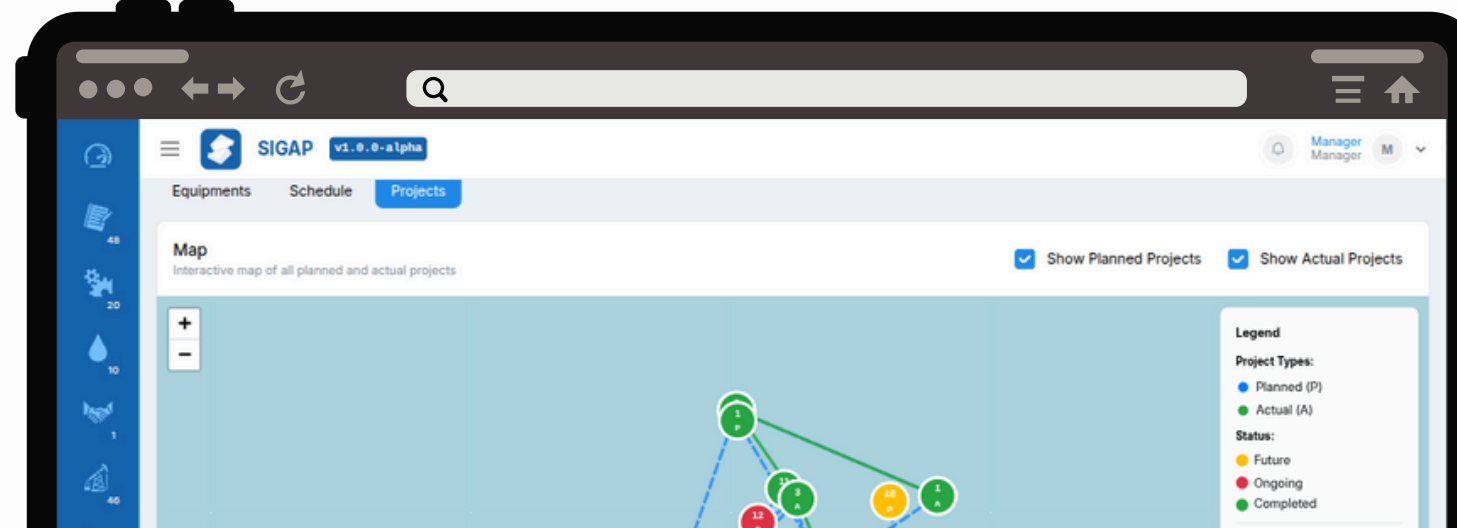 SIGAP v1.0.0-alpha
Manager
Manager
M
Equipments Schedule Projects
48
20
10
1
46
Map
Interactive map of all planned and actual projects
Show Planned Projects Show Actual Projects
+
−
Legend
Project Types:
Planned (P)
Actual (A)
Status:
Future
Ongoing
Completed
1
P
3
A
18
P
1
A
12